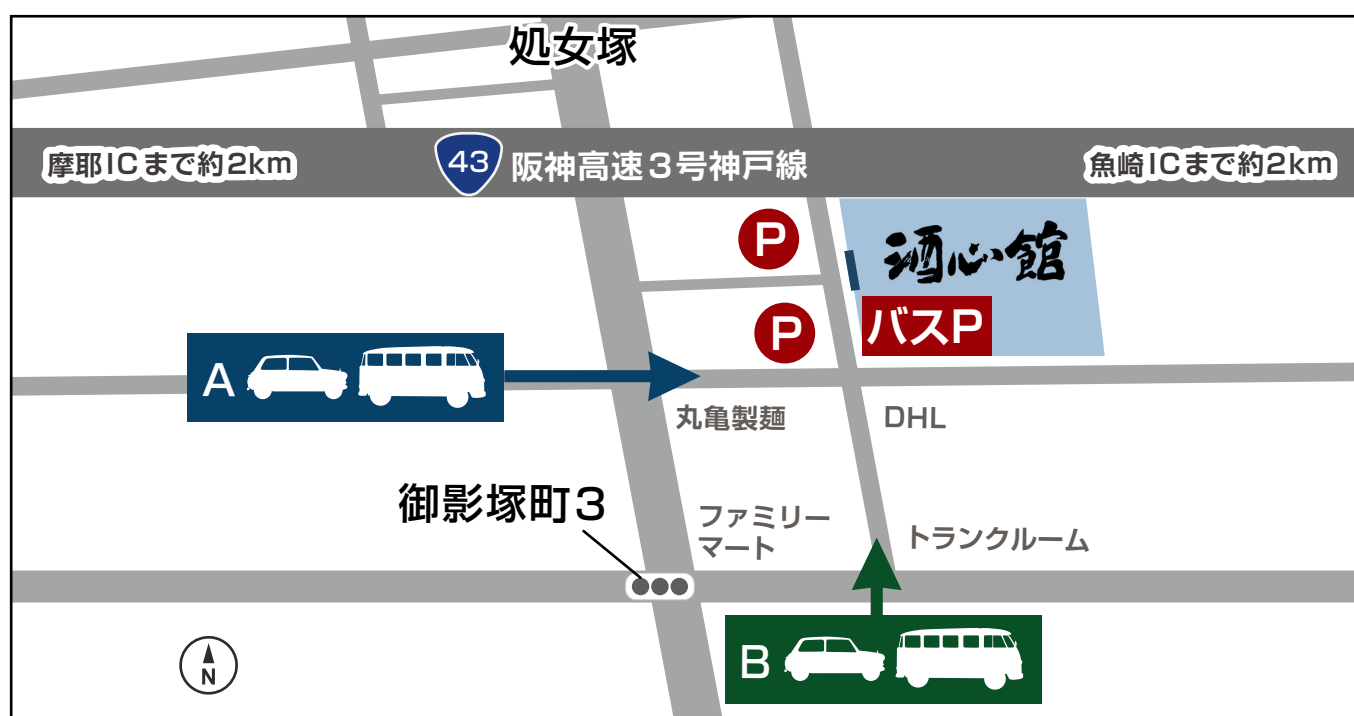 処女塚
摩耶ICまで約2km
43
阪神高速3号神戸線
魚崎ICまで約2km
P
酒心館
P
バスP
A
丸亀製麺
DHL
御影塚町3
ファミリー
マート
トランクルーム
B
N